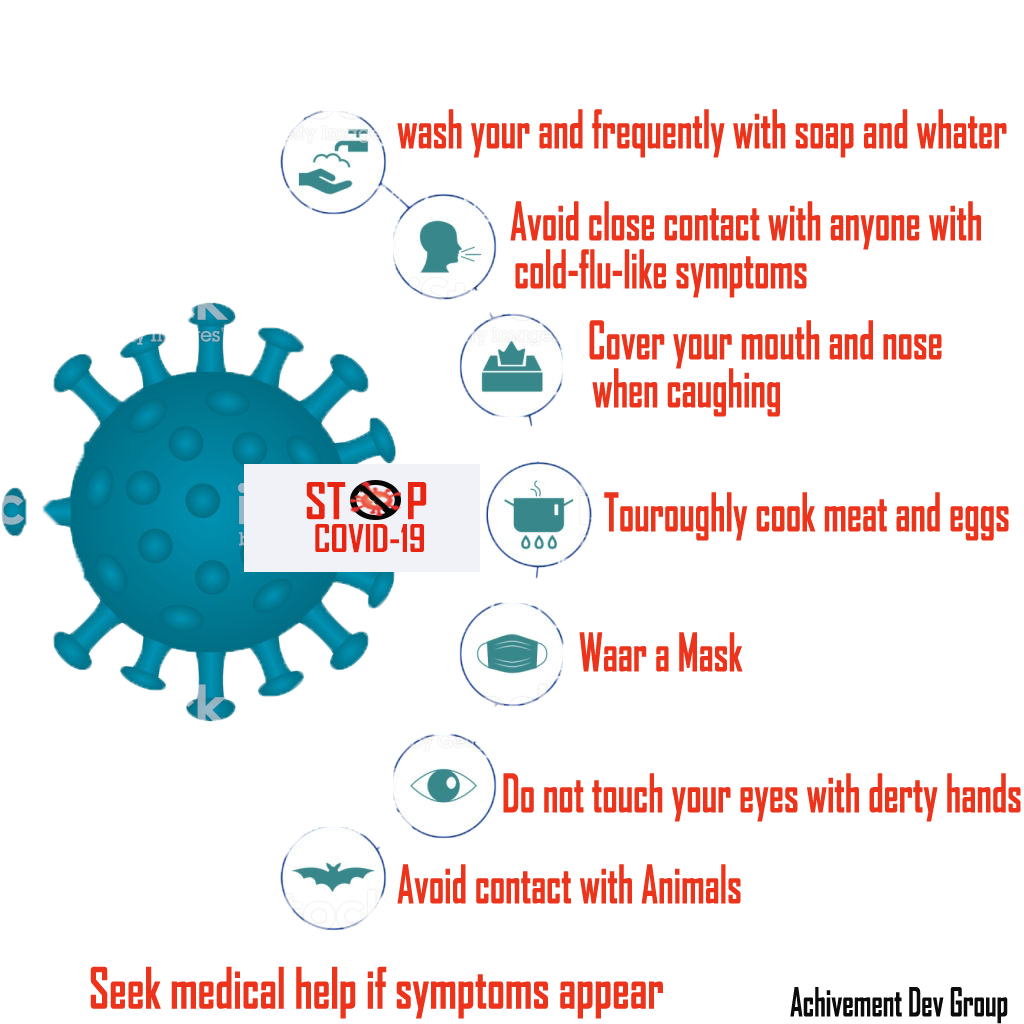 wash your and frequently with soap and whater
Avoid close contact with anyone with
cold-flu-like symptoms
Cover your mouth and nose
when caughing
STOP
COVID-19
Touroughly cook meat and eggs
Waar a Mask
Do not touch your eyes with derty hands
Avoid contact with Animals
Seek medical help if symptoms appear
Achivement Dev Group